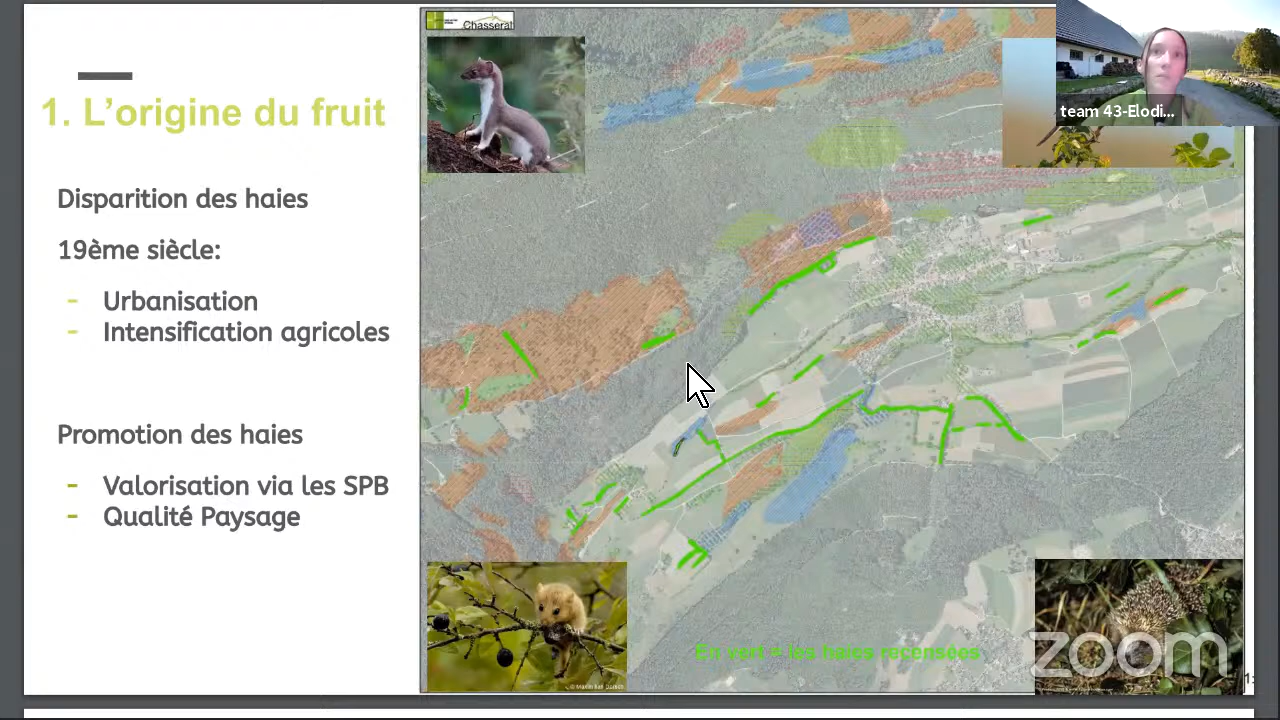 1. L’origine du fruit
Disparition des haies
19ème siècle:
- Urbanisation
- Intensification agricoles
Promotion des haies
- Valorisation via les SPB
- Qualité Paysage
Chasseral
team 43-Elodi...
En vert = les haies recensées
zoom